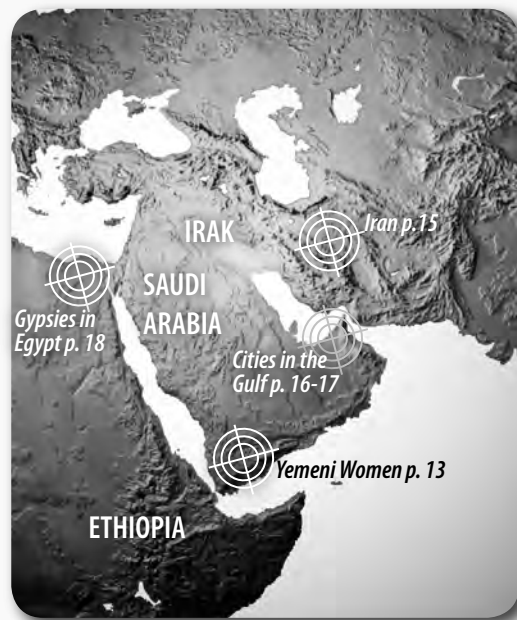 IRAK
Iran p.15
SAUDI
ARABIA
Gypsies in
Egypt p. 18
Cities in the
Gulf p. 16-17
Yemeni Women p. 13
ETHIOPIA